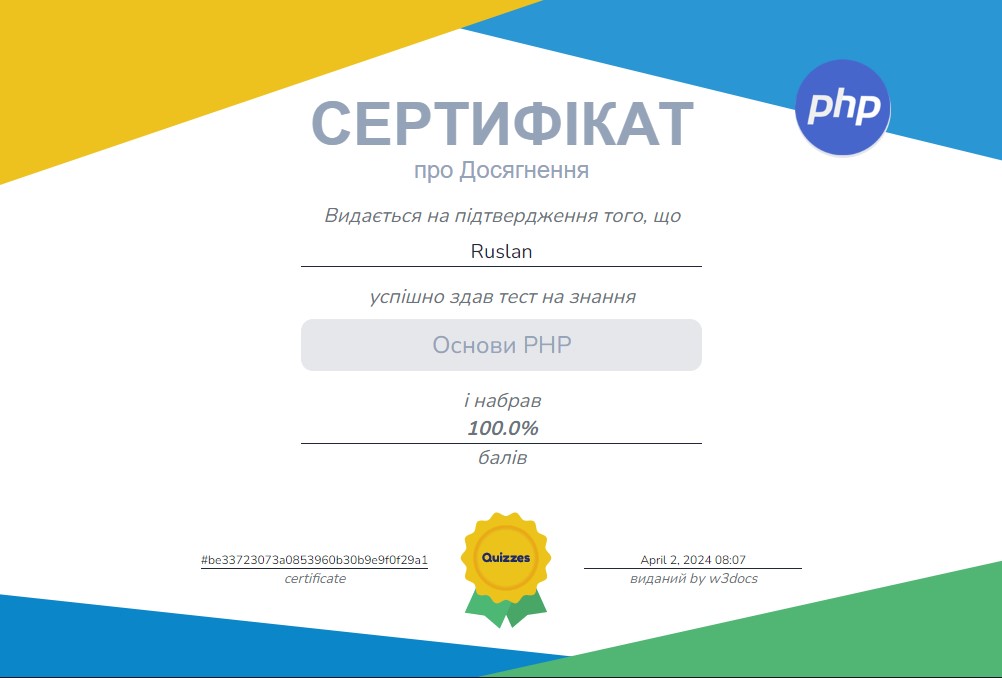 php
СЕРТИФІКАТ
про Досягнення
Видається на підтвердження того, що
Ruslan
успішно здав тест на знання
Основи PHP
і набрав
100.0%
балів
#be33723073a0853960b30b9e9f0f29a1
certificate
Quizzes
April 2, 2024 08:07
виданий by w3docs